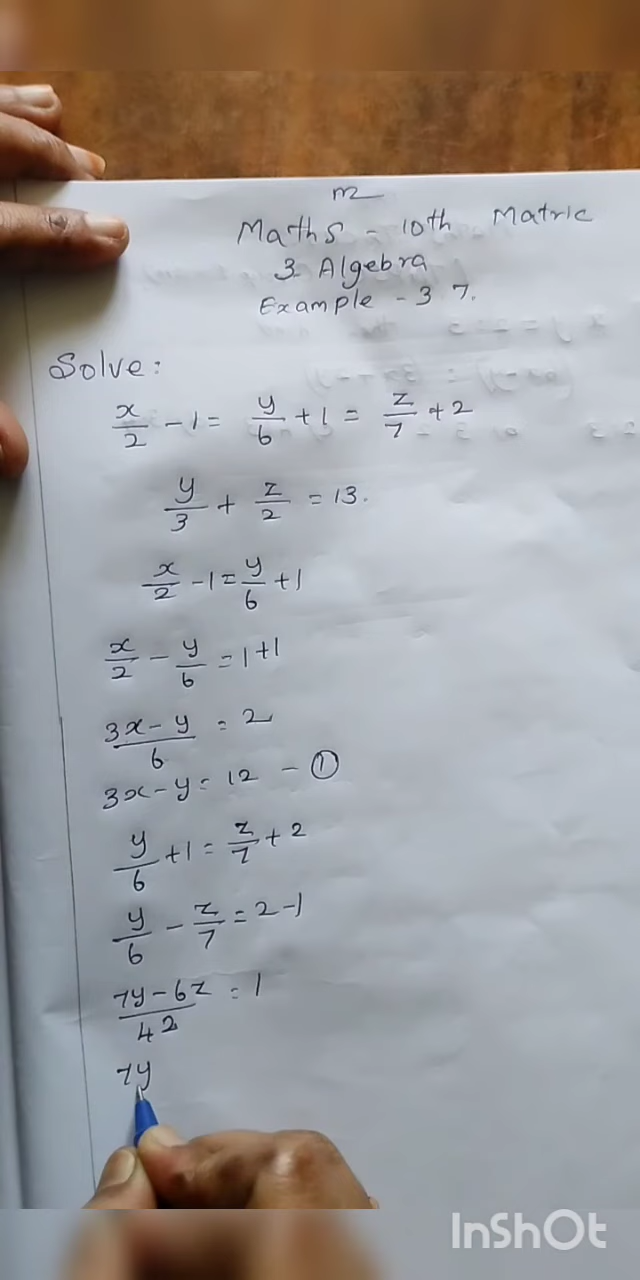 m2
Maths - 10th Matric
3. Algebra
Example - 3 7.
Solve:
x/2 - 1 = y/6 + 1 = z/7 + 2
y/3 + z/2 = 13.
x/2 - 1 = y/6 + 1
x/2 - y/6 = 1 + 1
3x - y/6 = 2
3x - y = 12 - ①
y/6 + 1 = z/7 + 2
y/6 - z/7 = 2 - 1
7y - 6z/42 = 1
7y
InShOt